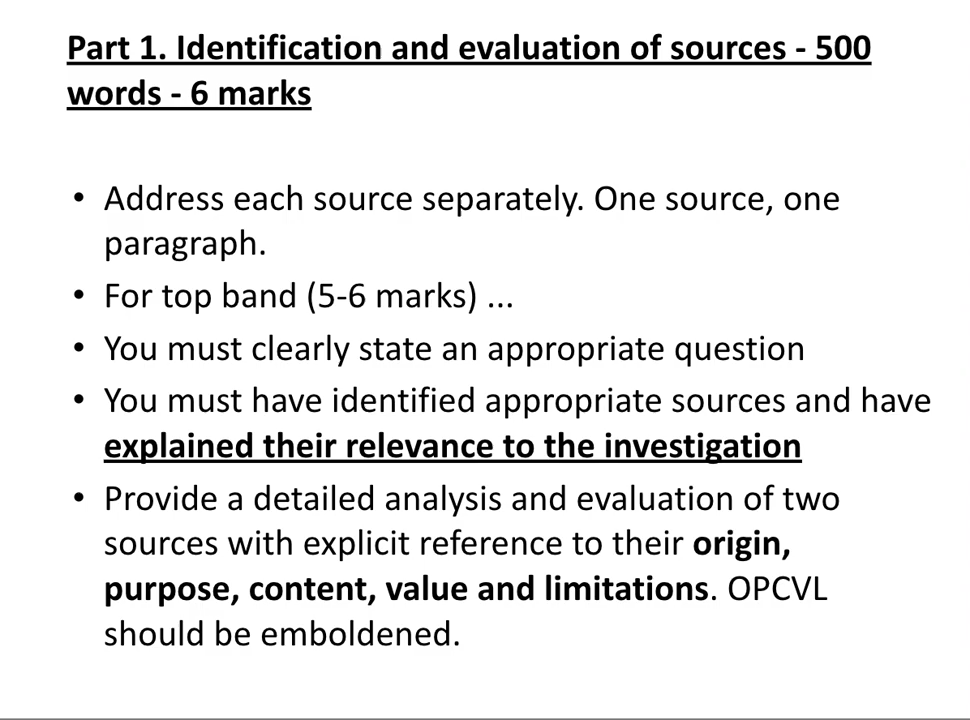 Part 1. Identification and evaluation of sources - 500
words - 6 marks
• Address each source separately. One source, one
paragraph.
• For top band (5-6 marks) ...
• You must clearly state an appropriate question
• You must have identified appropriate sources and have
explained their relevance to the investigation
• Provide a detailed analysis and evaluation of two
sources with explicit reference to their origin,
purpose, content, value and limitations. OPCVL
should be emboldened.